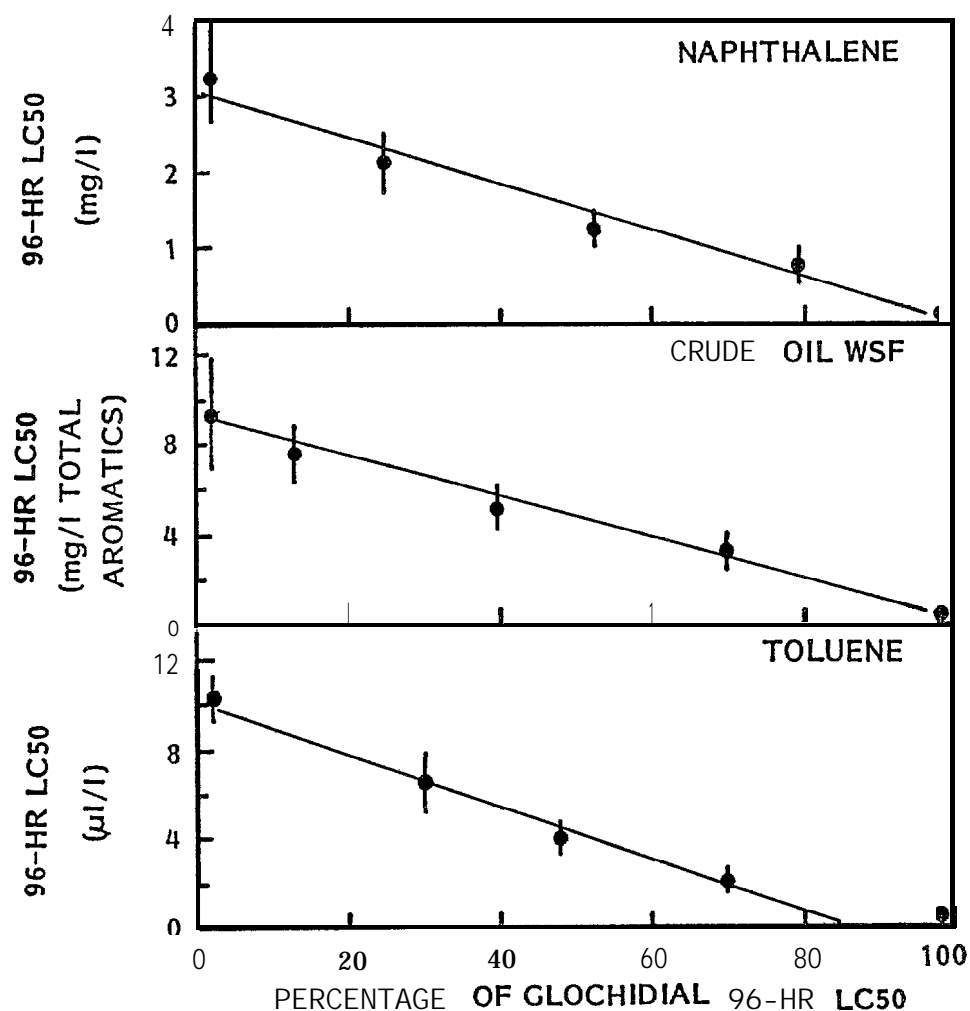 NAPHTHALENE
96-HR LC50
(mg/l)
4
3
2
1
0
CRUDE OIL WSF
96-HR LC50
(mg/l TOTAL
AROMATICS)
12
8
4
0
TOLUENE
96-HR LC50
(µl/l)
12
8
4
0
0 20 40 60 80 100
PERCENTAGE OF GLOCHIDIAL 96-HR LC50